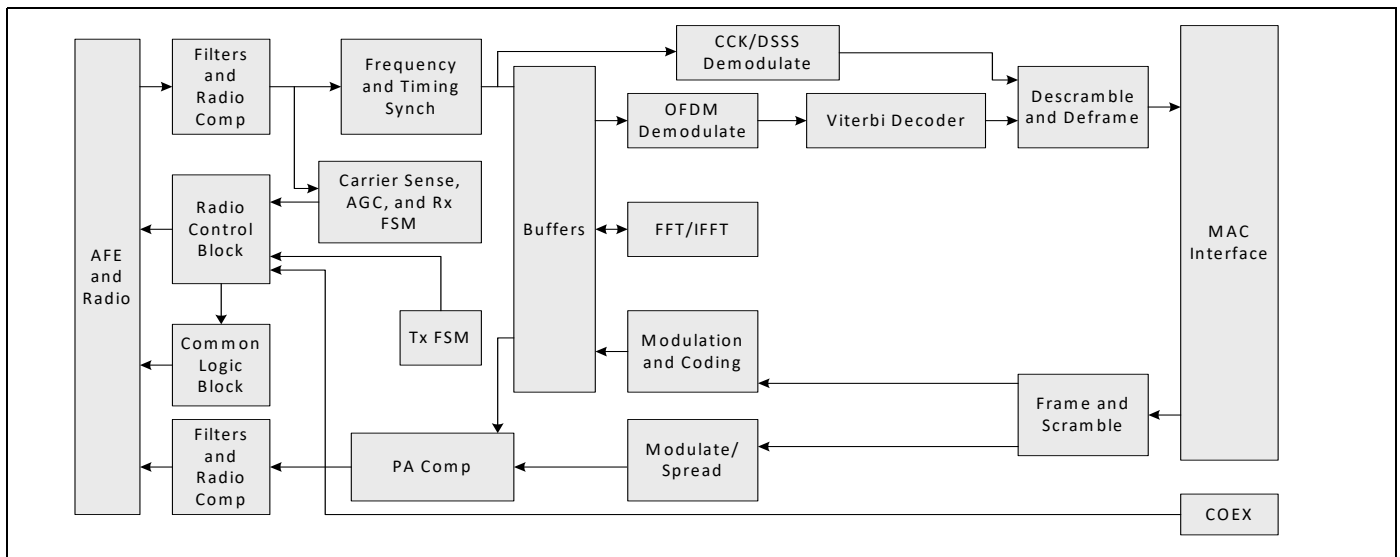 AFE
and
Radio
Filters
and
Radio
Comp
Frequency
and Timing
Synch
CCK/DSSS
Demodulate
OFDM
Demodulate
Viterbi Decoder
Descramble
and Deframe
MAC
Interface
Carrier Sense,
AGC, and Rx
FSM
Radio
Control
Block
Buffers
FFT/IFFT
Tx FSM
Common
Logic
Block
Modulation
and Coding
Frame and
Scramble
Filters
and
Radio
Comp
PA Comp
Modulate/
Spread
COEX